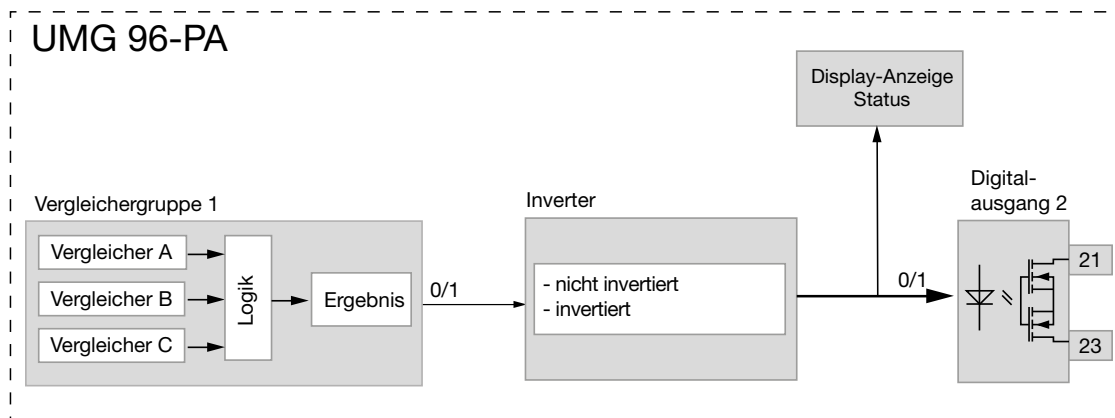 UMG 96-PA
Display-Anzeige
Status
Vergleichergruppe 1
Vergleicher A
Vergleicher B
Vergleicher C
Logik
Ergebnis
0/1
Inverter
- nicht invertiert
- invertiert
0/1
Digital-
ausgang 2
21
23